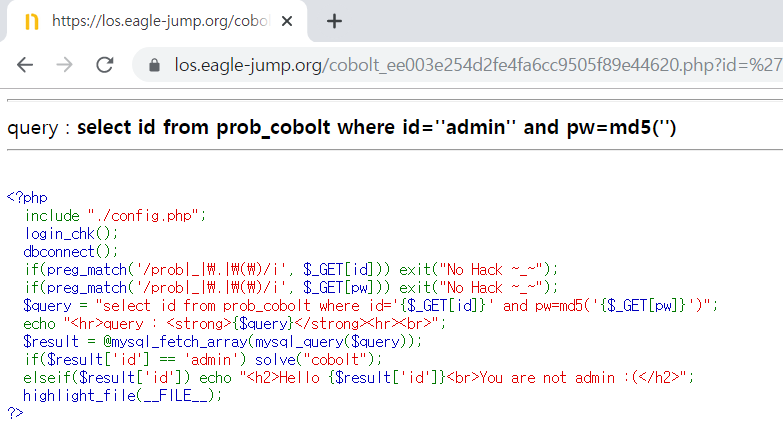 https://los.eagle-jump.org/cobol
los.eagle-jump.org/cobolt_ee003e254d2fe4fa6cc9505f89e44620.php?id=%27
query : select id from prob_cobolt where id=''admin'' and pw=md5('')
<?php
include "./config.php";
login_chk();
dbconnect();
if(preg_match('/prob|_|₩.|₩(₩)/i', $_GET[id])) exit("No Hack ~_~");
if(preg_match('/prob|_|₩.|₩(₩)/i', $_GET[pw])) exit("No Hack ~_~");
$query = "select id from prob_cobolt where id='{$_GET[id]}' and pw=md5('{$_GET[pw]}')";
echo "<hr>query : <strong>{$query}</strong><hr><br>";
$result = @mysql_fetch_array(mysql_query($query));
if($result['id'] == 'admin') solve("cobolt");
elseif($result['id']) echo "<h2>Hello {$result['id']}<br>You are not admin :(</h2>";
highlight_file(__FILE__);
?>